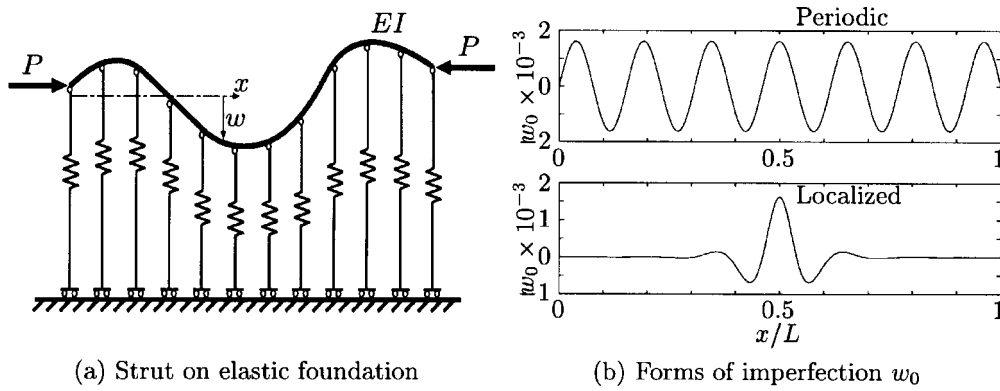 EI
P
P
x
w
(a) Strut on elastic foundation
Periodic
w₀ × 10⁻³
2
0
2
0
0.5
1
Localized
w₀ × 10⁻³
2
1
0
1
0
0.5
1
x/L
(b) Forms of imperfection w₀